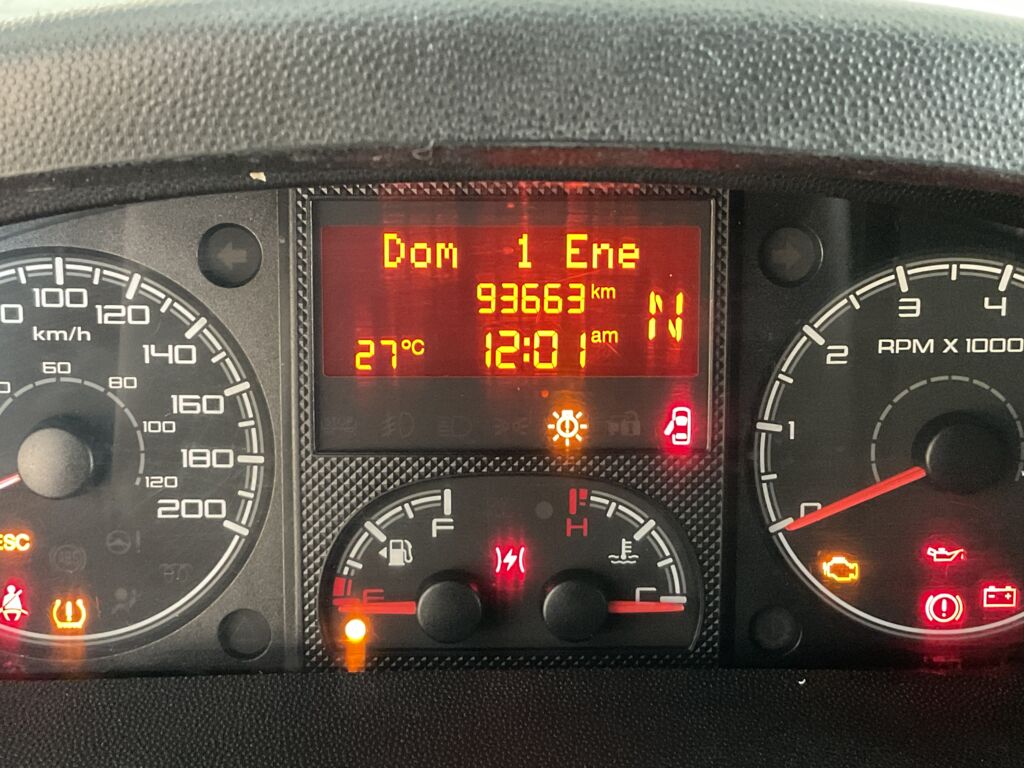 Dom 1 Ene
93663 km
N
27°C 12:01 am
100 120 140 160 180 200
km/h
60 80 100 120
ESC
F
E
H
C
0 1 2 3 4
RPM X 1000